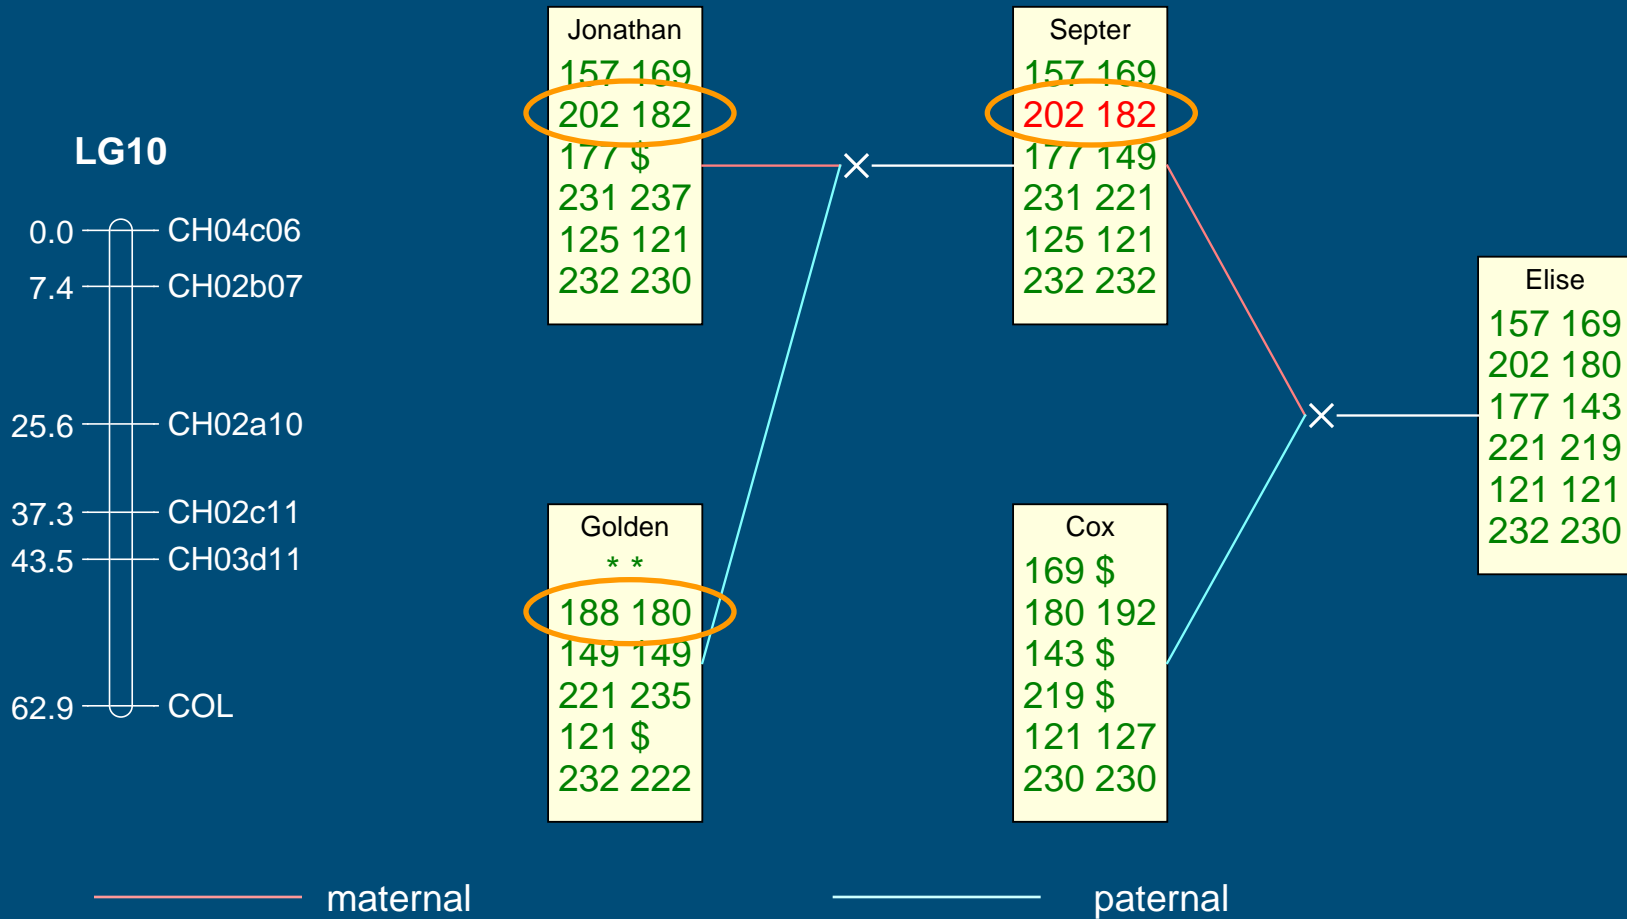 LG10
0.0 CH04c06
7.4 CH02b07
25.6 CH02a10
37.3 CH02c11
43.5 CH03d11
62.9 COL
Jonathan
157 169
202 182
177 $
231 237
125 121
232 230
Golden
* *
188 180
149 149
221 235
121 $
232 222
Septer
157 169
202 182
177 149
231 221
125 121
232 232
Cox
169 $
180 192
143 $
219 $
121 127
230 230
Elise
157 169
202 180
177 143
221 219
121 121
232 230
maternal
paternal